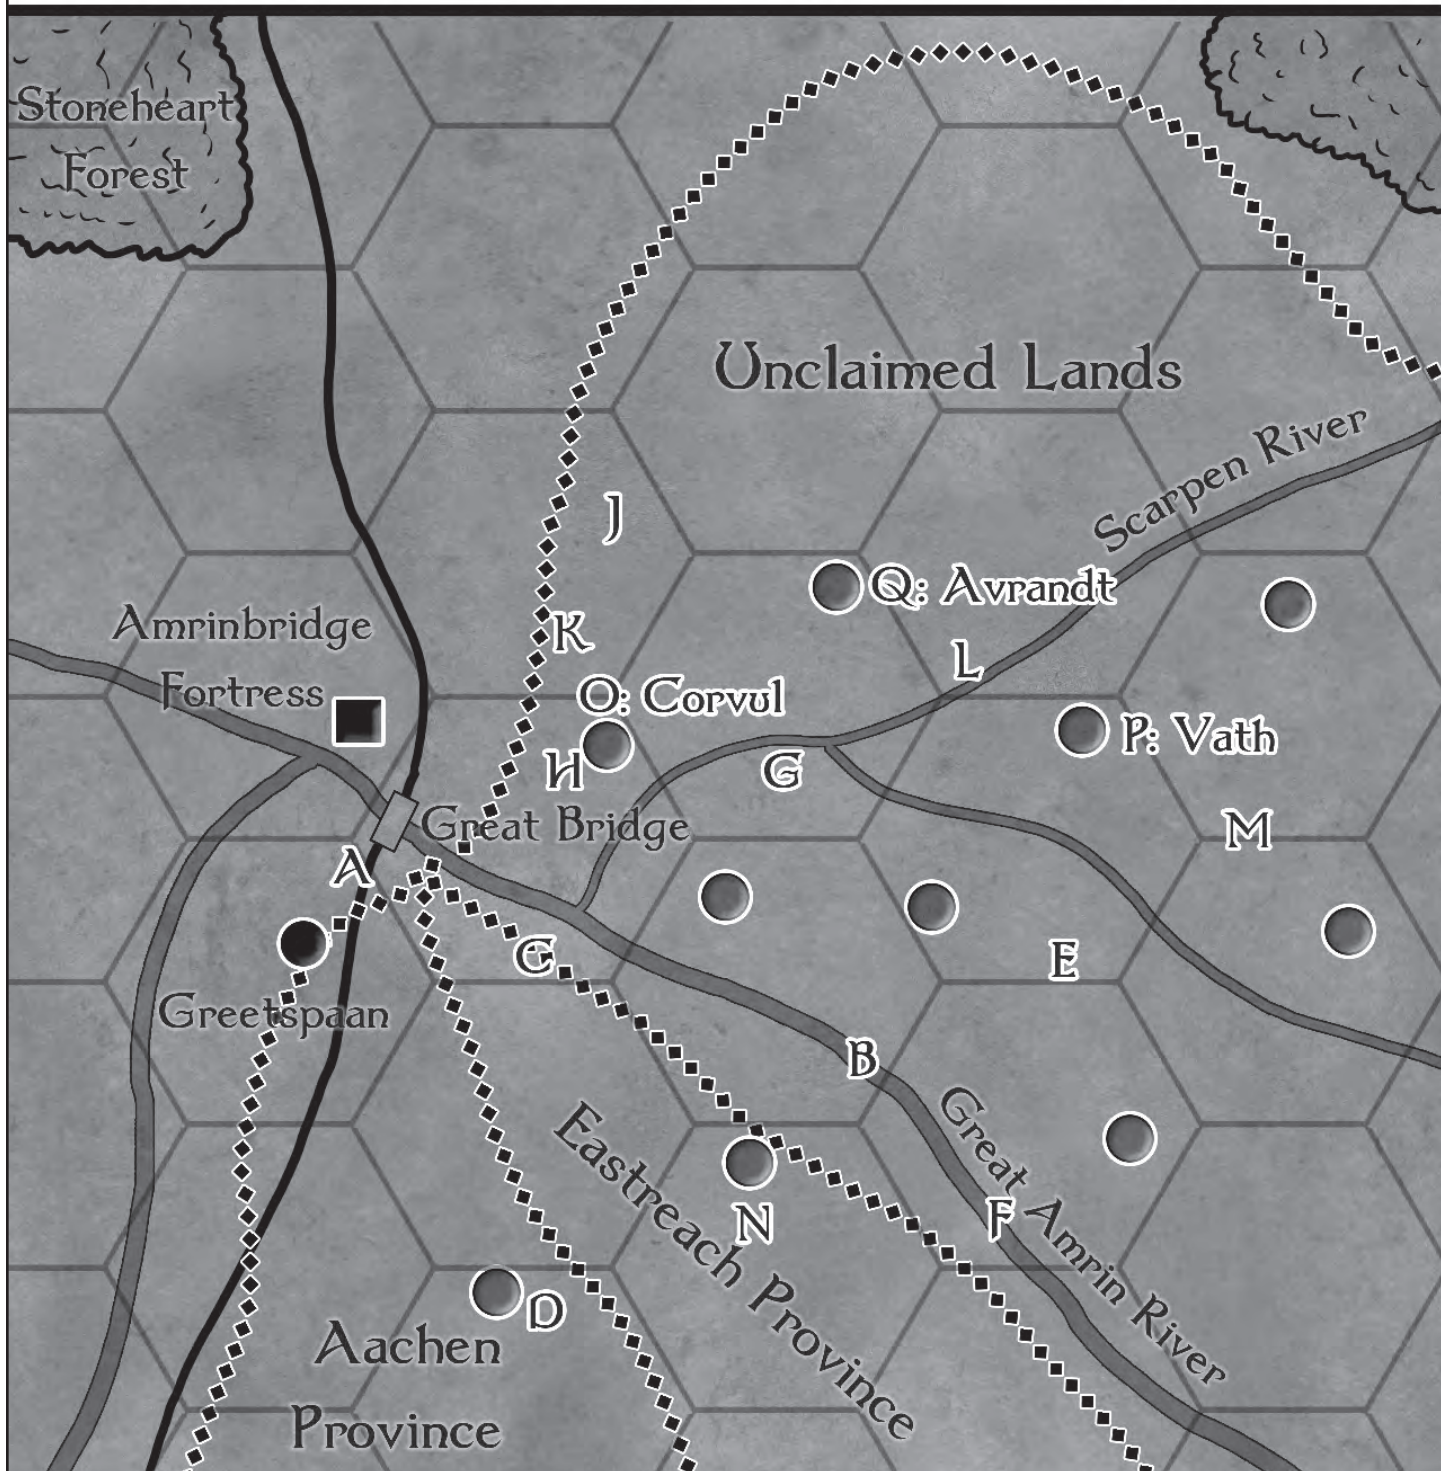 Stoneheart
Forest
Unclaimed Lands
Scarpen River
J
Q: Avrandt
Amrinbridge
K
L
Fortress
O: Corvul
P: Vath
H
G
Great Bridge
M
A
C
E
Greetspaan
B
Great Amrin River
F
Eastreach Province
N
D
Aachen
Province